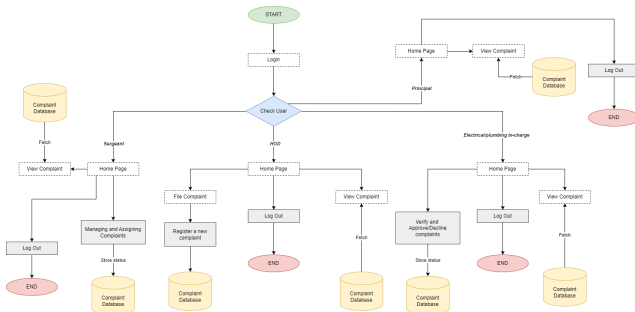 START
Login
Check User
Principal
Home Page
View Complaint
Fetch
Complaint
Database
Log Out
END
Sergeant
Home Page
View Complaint
Fetch
Complaint
Database
Managing and Assigning
Complaints
Store status
Complaint
Database
Log Out
END
HOD
Home Page
File Complaint
Register a new
complaint
Complaint
Database
Log Out
END
View Complaint
Fetch
Complaint
Database
Electrical/plumbing in-charge
Home Page
Verify and
Approve/Decline
complaints
Store status
Complaint
Database
Log Out
END
View Complaint
Fetch
Complaint
Database